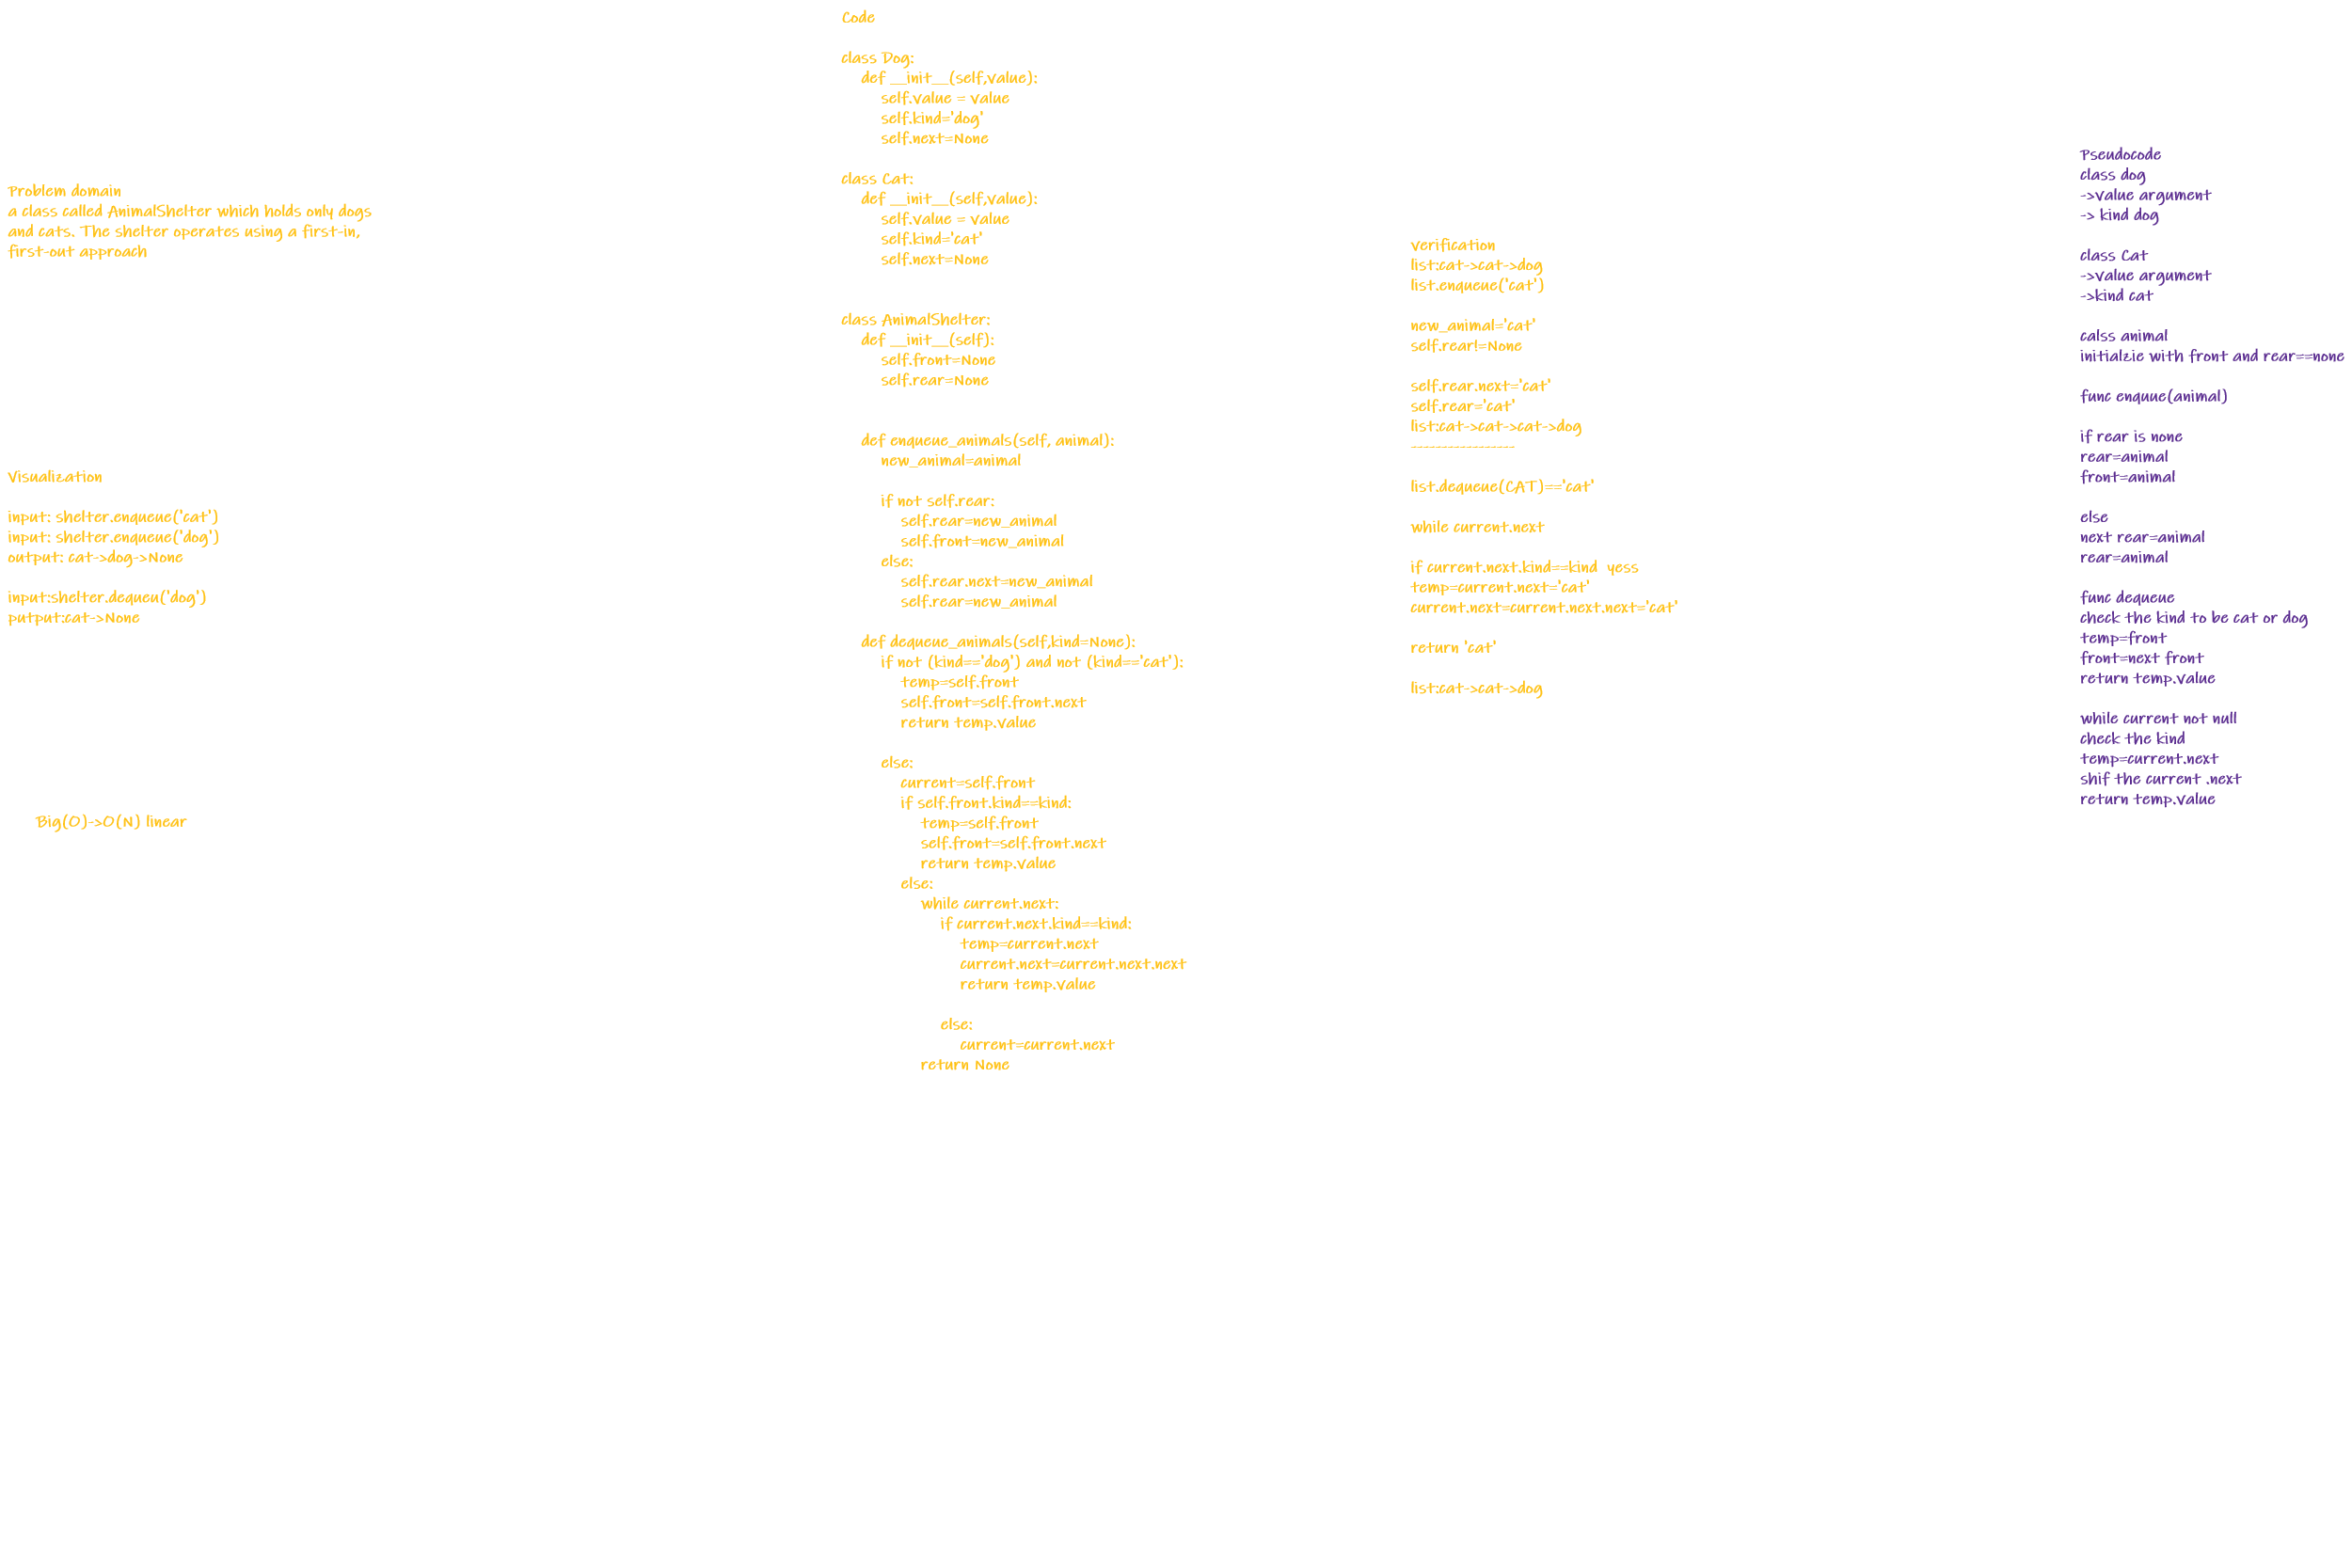 Problem domain
a class called AnimalShelter which holds only dogs
and cats. The shelter operates using a first-in,
first-out approach
Visualization
input: shelter.enqueue('cat')
input: shelter.enqueue('dog')
output: cat->dog->None
input:shelter.dequeu('dog')
putput:cat->None
Big(O)->O(N) linear
Code
class Dog:
def __init__(self,value):
self.value = value
self.kind='dog'
self.next=None
class Cat:
def __init__(self,value):
self.value = value
self.kind='cat'
self.next=None
class AnimalShelter:
def __init__(self):
self.front=None
self.rear=None
def enqueue_animals(self, animal):
new_animal=animal
if not self.rear:
self.rear=new_animal
self.front=new_animal
else:
self.rear.next=new_animal
self.rear=new_animal
def dequeue_animals(self,kind=None):
if not (kind=='dog') and not (kind=='cat'):
temp=self.front
self.front=self.front.next
return temp.value
else:
current=self.front
if self.front.kind==kind:
temp=self.front
self.front=self.front.next
return temp.value
else:
while current.next:
if current.next.kind==kind:
temp=current.next
current.next=current.next.next
return temp.value
else:
current=current.next
return None
verification
list:cat->cat->dog
list.enqueue('cat')
new_animal='cat'
self.rear!=None
self.rear.next='cat'
self.rear='cat'
list:cat->cat->cat->dog
-----------------
list.dequeue(CAT)=='cat'
while current.next
if current.next.kind==kind  yess
temp=current.next='cat'
current.next=current.next.next='cat'
return 'cat'
list:cat->cat->dog
Pseudocode
class dog
->value argument
-> kind dog
class Cat
->value argument
->kind cat
calss animal
initialzie with front and rear==none
func enquue(animal)
if rear is none
rear=animal
front=animal
else
next rear=animal
rear=animal
func dequeue
check the kind to be cat or dog
temp=front
front=next front
return temp.value
while current not null
check the kind
temp=current.next
shif the current .next
return temp.value